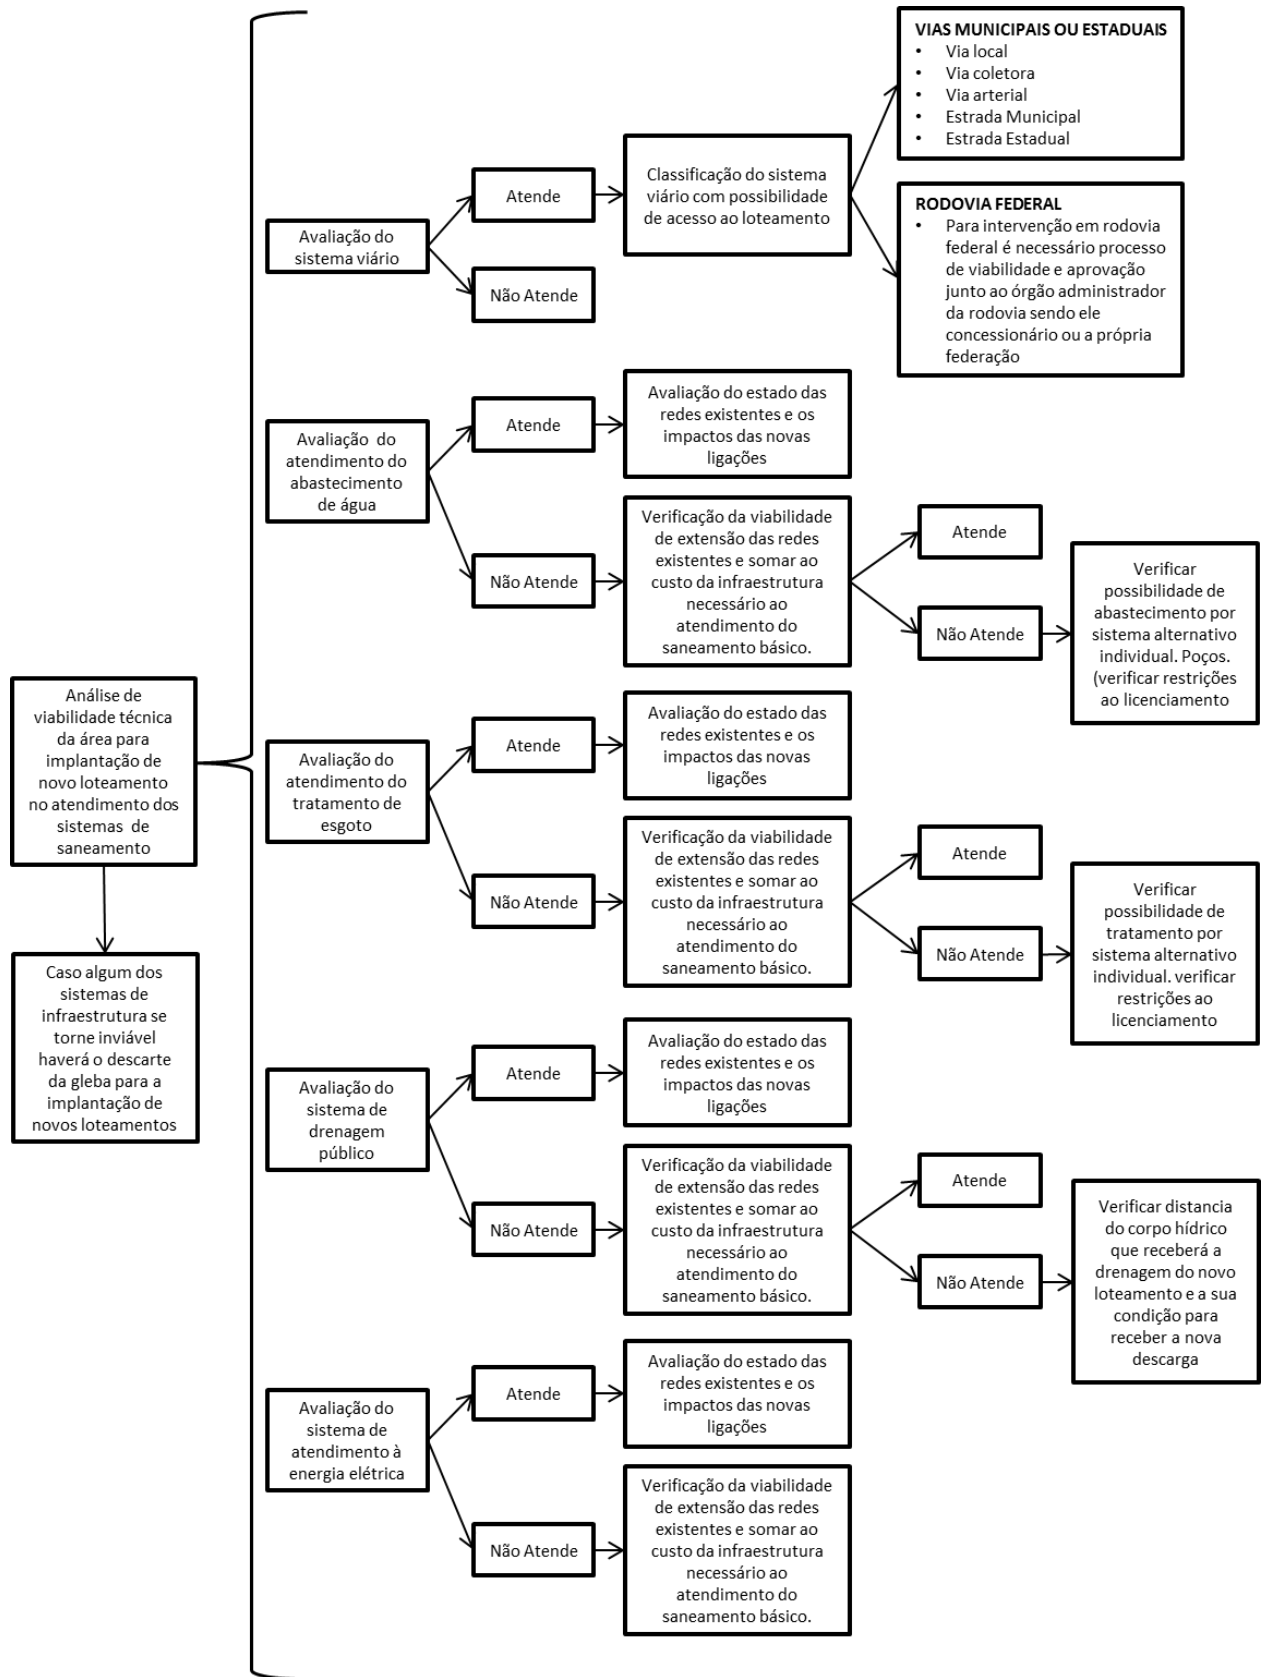 Análise de
viabilidade técnica
da área para
implantação de
novo loteamento
no atendimento dos
sistemas de
saneamento
Caso algum dos
sistemas de
infraestrutura se
torne inviável
haverá o descarte
da gleba para a
implantação de
novos loteamentos
Avaliação do
sistema viário
Atende
Não Atende
Classificação do sistema
viário com possibilidade
de acesso ao loteamento
VIAS MUNICIPAIS OU ESTADUAIS
• Via local
• Via coletora
• Via arterial
• Estrada Municipal
• Estrada Estadual
RODOVIA FEDERAL
• Para intervenção em rodovia
federal é necessário processo
de viabilidade e aprovação
junto ao órgão administrador
da rodovia sendo ele
concessionário ou a própria
federação
Avaliação do
atendimento do
abastecimento
de água
Atende
Avaliação do estado das
redes existentes e os
impactos das novas
ligações
Não Atende
Verificação da viabilidade
de extensão das redes
existentes e somar ao
custo da infraestrutura
necessário ao
atendimento do
saneamento básico.
Atende
Não Atende
Verificar
possibilidade de
abastecimento por
sistema alternativo
individual. Poços.
(verificar restrições
ao licenciamento
Avaliação do
atendimento do
tratamento de
esgoto
Atende
Avaliação do estado das
redes existentes e os
impactos das novas
ligações
Não Atende
Verificação da viabilidade
de extensão das redes
existentes e somar ao
custo da infraestrutura
necessário ao
atendimento do
saneamento básico.
Atende
Não Atende
Verificar
possibilidade de
tratamento por
sistema alternativo
individual. verificar
restrições ao
licenciamento
Avaliação do
sistema de
drenagem
público
Atende
Avaliação do estado das
redes existentes e os
impactos das novas
ligações
Não Atende
Verificação da viabilidade
de extensão das redes
existentes e somar ao
custo da infraestrutura
necessário ao
atendimento do
saneamento básico.
Atende
Não Atende
Verificar distancia
do corpo hídrico
que receberá a
drenagem do novo
loteamento e a sua
condição para
receber a nova
descarga
Avaliação do
sistema de
atendimento à
energia elétrica
Atende
Avaliação do estado das
redes existentes e os
impactos das novas
ligações
Não Atende
Verificação da viabilidade
de extensão das redes
existentes e somar ao
custo da infraestrutura
necessário ao
atendimento do
saneamento básico.